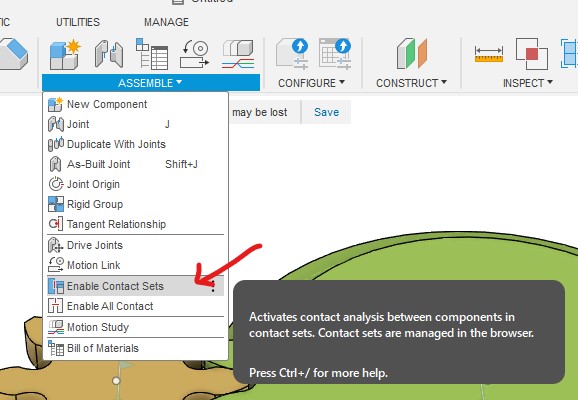 UTILITIES MANAGE
ASSEMBLE CONFIGURE CONSTRUCT INSPECT
New Component
may be lost Save
Joint J
Duplicate With Joints
As-Built Joint Shift+J
Joint Origin
Rigid Group
Tangent Relationship
Drive Joints
Motion Link
Enable Contact Sets
Enable All Contact
Motion Study
Bill of Materials
Activates contact analysis between components in
contact sets. Contact sets are managed in the browser.
Press Ctrl+/ for more help.